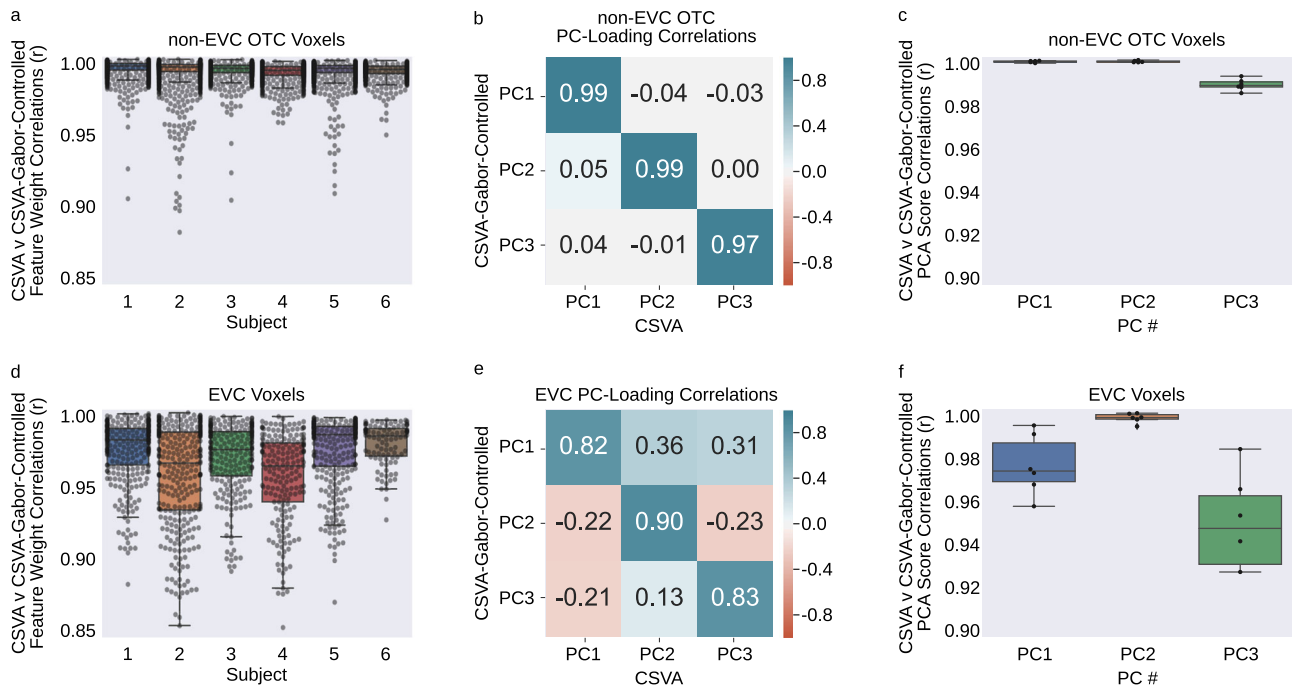 a
non-EVC OTC Voxels
CSVA v CSVA-Gabor-Controlled
Feature Weight Correlations (r)
1.00
0.95
0.90
0.85
1 2 3 4 5 6
Subject
b
non-EVC OTC
PC-Loading Correlations
CSVA-Gabor-Controlled
PC1 0.99 -0.04 -0.03
PC2 0.05 0.99 0.00
PC3 0.04 -0.01 0.97
PC1 PC2 PC3
CSVA
0.8
0.4
0.0
-0.4
-0.8
c
non-EVC OTC Voxels
CSVA v CSVA-Gabor-Controlled
PCA Score Correlations (r)
1.00
0.98
0.96
0.94
0.92
0.90
PC1 PC2 PC3
PC #
d
EVC Voxels
CSVA v CSVA-Gabor-Controlled
Feature Weight Correlations (r)
1.00
0.95
0.90
0.85
1 2 3 4 5 6
Subject
e
EVC PC-Loading Correlations
CSVA-Gabor-Controlled
PC1 0.82 0.36 0.31
PC2 -0.22 0.90 -0.23
PC3 -0.21 0.13 0.83
PC1 PC2 PC3
CSVA
0.8
0.4
0.0
-0.4
-0.8
f
EVC Voxels
CSVA v CSVA-Gabor-Controlled
PCA Score Correlations (r)
1.00
0.98
0.96
0.94
0.92
0.90
PC1 PC2 PC3
PC #